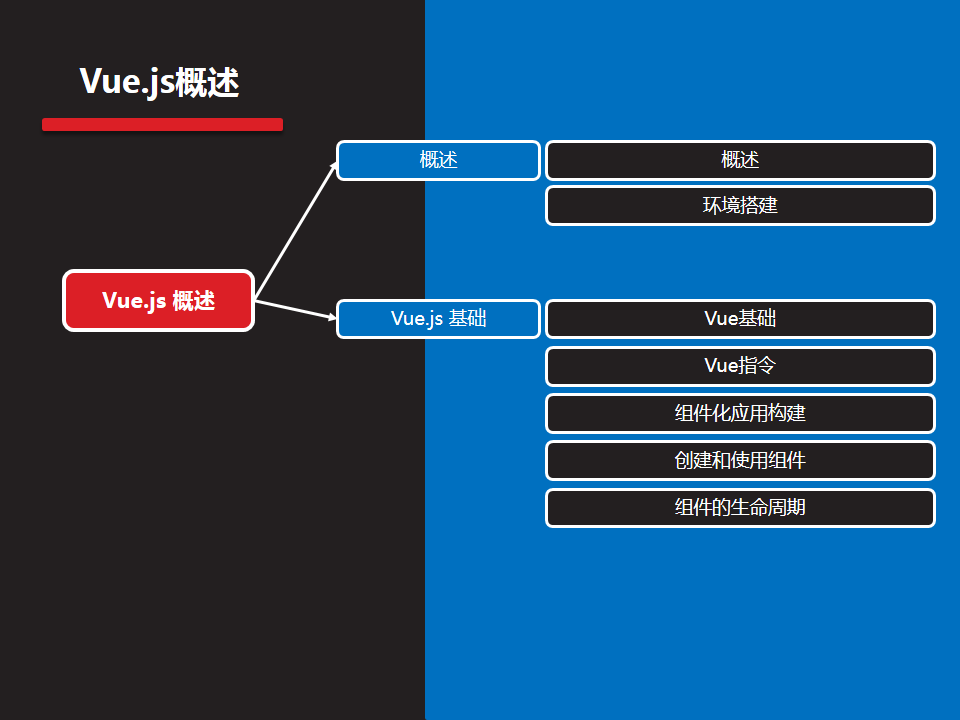 Vue.js概述
概述
概述
环境搭建
Vue.js 概述
Vue.js 基础
Vue基础
Vue指令
组件化应用构建
创建和使用组件
组件的生命周期